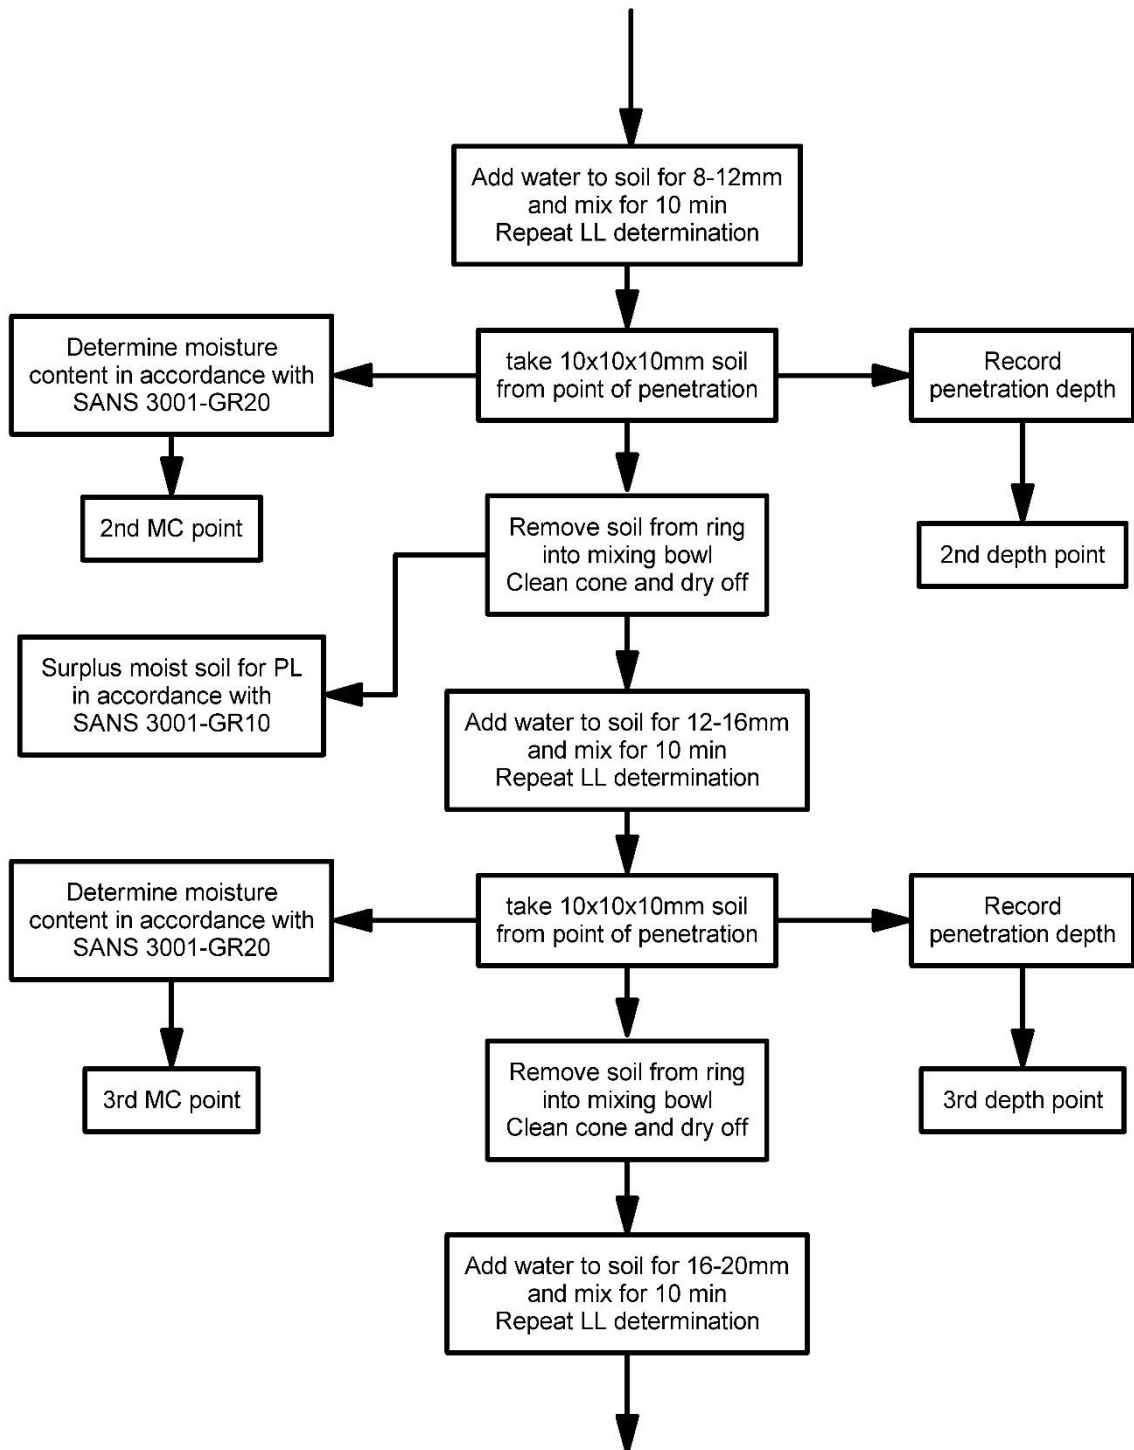 Add water to soil for 8-12mm
and mix for 10 min
Repeat LL determination
Determine moisture
content in accordance with
SANS 3001-GR20
take 10x10x10mm soil
from point of penetration
Record
penetration depth
2nd MC point
Remove soil from ring
into mixing bowl
Clean cone and dry off
2nd depth point
Surplus moist soil for PL
in accordance with
SANS 3001-GR10
Add water to soil for 12-16mm
and mix for 10 min
Repeat LL determination
Determine moisture
content in accordance with
SANS 3001-GR20
take 10x10x10mm soil
from point of penetration
Record
penetration depth
3rd MC point
Remove soil from ring
into mixing bowl
Clean cone and dry off
3rd depth point
Add water to soil for 16-20mm
and mix for 10 min
Repeat LL determination